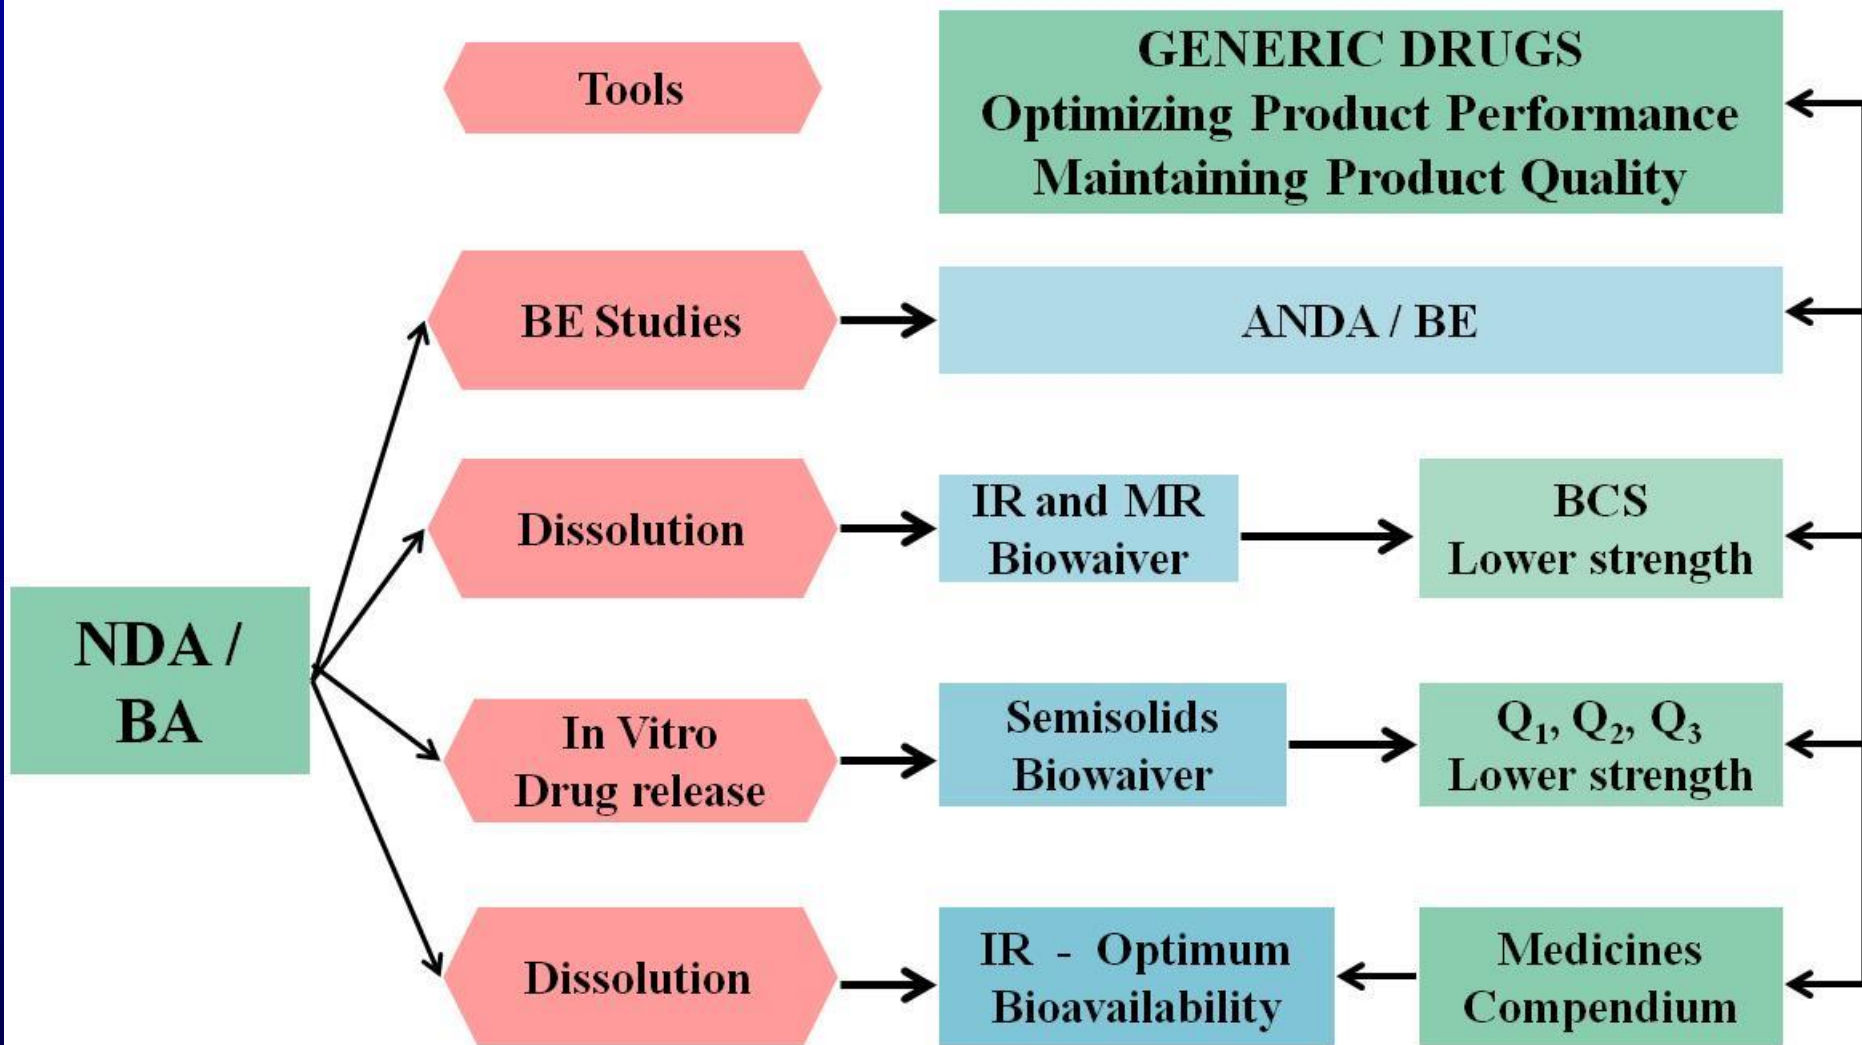 Tools
GENERIC DRUGS
Optimizing Product Performance
Maintaining Product Quality
BE Studies
ANDA / BE
Dissolution
IR and MR
Biowaiver
BCS
Lower strength
NDA /
BA
In Vitro
Drug release
Semisolids
Biowaiver
Q₁, Q₂, Q₃
Lower strength
Dissolution
IR - Optimum
Bioavailability
Medicines
Compendium